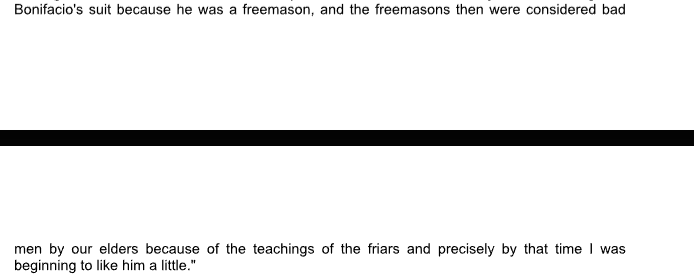 Bonifacio's suit because he was a freemason, and the freemasons then were considered bad
men by our elders because of the teachings of the friars and precisely by that time I was
beginning to like him a little."